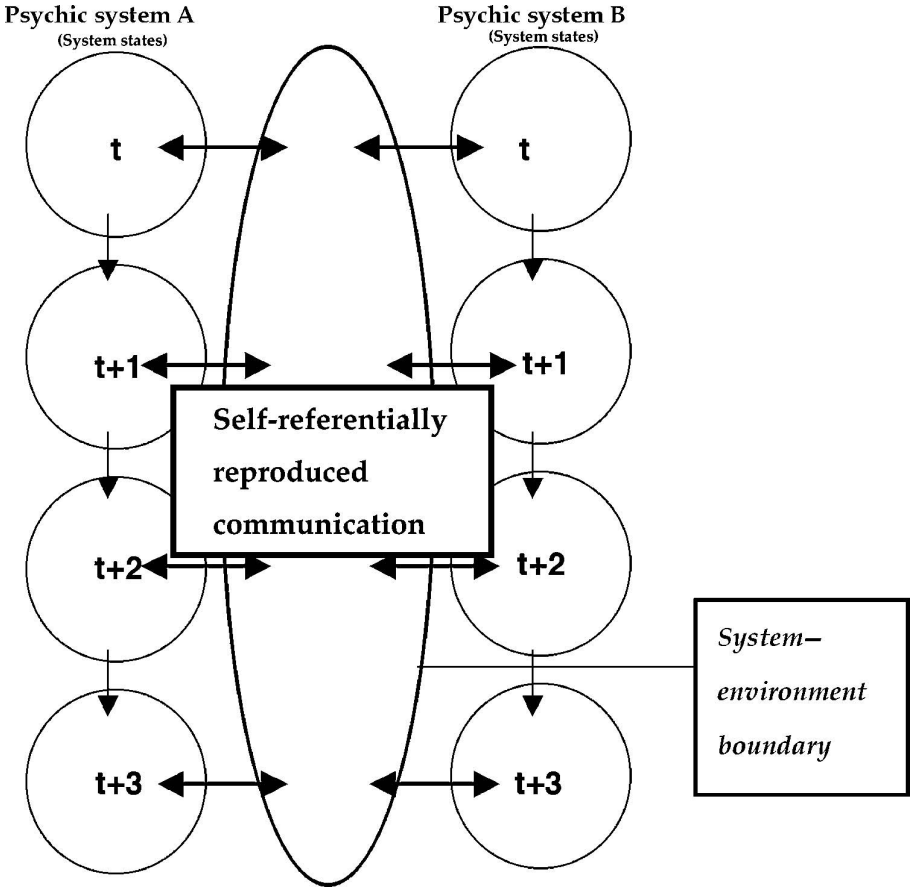 Psychic system A
(System states)
Psychic system B
(System states)
t
t
t+1
t+1
Self-referentially
reproduced
communication
t+2
t+2
System–
environment
boundary
t+3
t+3